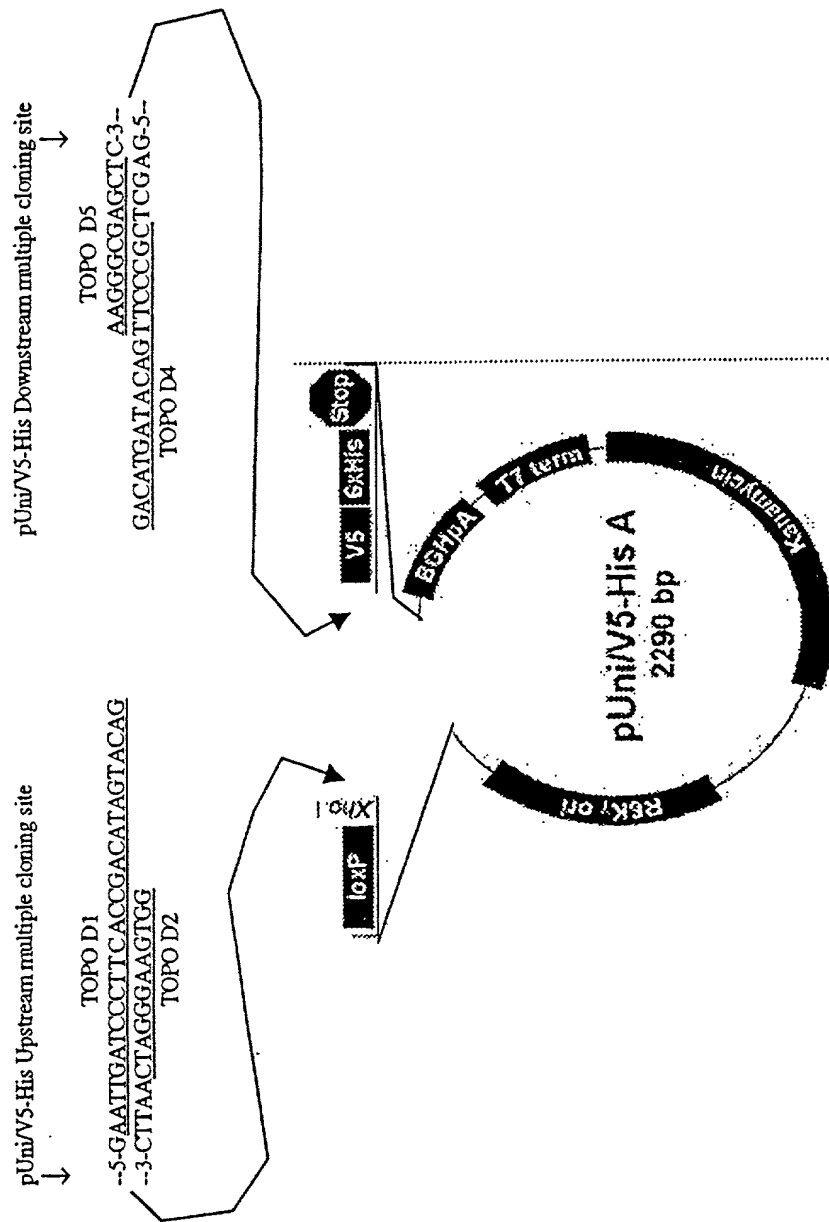 pUni/V5-His Upstream multiple cloning site
↓
TOPO D1
--5-GAATTGATCCCTTCACCGACATAGTACAG
--3-CTTAACTAGGGAAGTGG
TOPO D2
pUni/V5-His Downstream multiple cloning site
↓
TOPO D5
AAGGGCGAGCTC-3--
GACATGATACAGTTCCCGCTCGAG-5--
TOPO D4
loxP
Xho I
V5
6xHis
Stop
BGHpA
T7 term
Kanamycin
R6Kγ ori
pUni/V5-His A
2290 bp